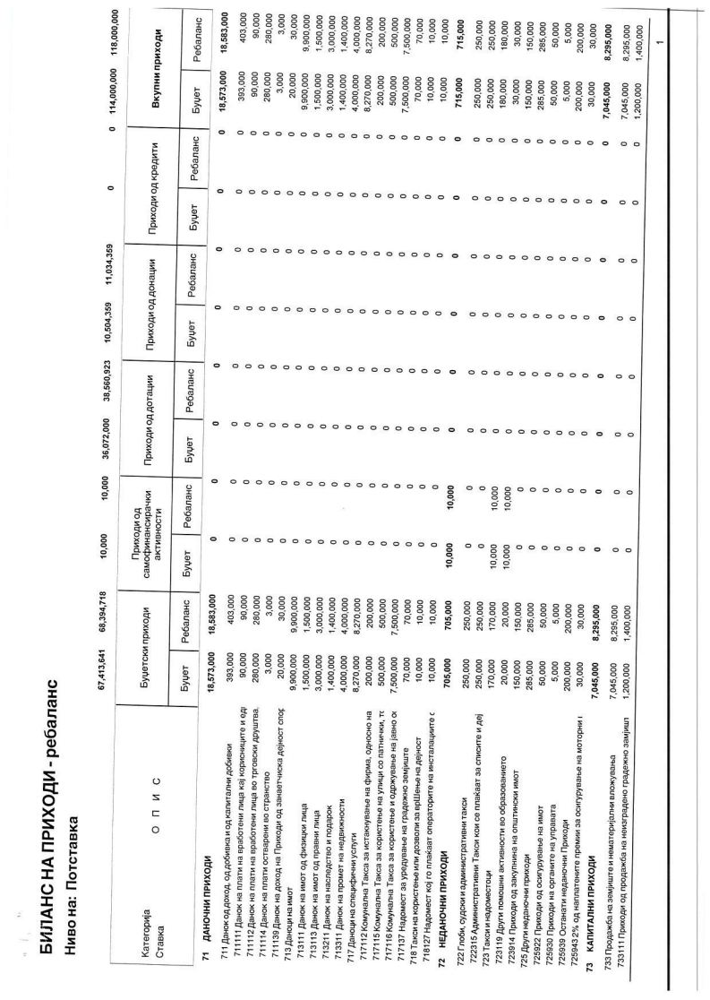 БИЛАНС НА ПРИХОДИ - ребаланс
Ниво на: Потставка
67,413,641 68,394,718 10,000 10,000 36,072,000 38,560,923 10,504,359 11,034,359 0 0 114,000,000 118,000,000
Категорија
Ставка
О П И С
Буџетски приходи
Приходи од
самофинансирачки
активности
Приходи од дотации
Приходи од донации
Приходи од кредити
Вкупни приходи
Буџет Ребаланс Буџет Ребаланс Буџет Ребаланс Буџет Ребаланс Буџет Ребаланс Буџет Ребаланс
71 ДАНОЧНИ ПРИХОДИ 18,573,000 18,583,000 0 0 0 0 0 0 0 0 18,573,000 18,583,000
711 Данок од доход, од добивка и од капитални добивки 393,000 403,000 0 0 0 0 0 0 0 0 393,000 403,000
711111 Данок на плати на вработени лица кај корисниците и еди 90,000 90,000 0 0 0 0 0 0 0 0 90,000 90,000
711112 Данок на плати на вработени лица во трговски друштва. 280,000 280,000 0 0 0 0 0 0 0 0 280,000 280,000
711114 Данок на плати остварени во странство 3,000 3,000 0 0 0 0 0 0 0 0 3,000 3,000
711139 Данок на доход на Приходи од занаетчиска дејност спор 20,000 30,000 0 0 0 0 0 0 0 0 20,000 30,000
713 Даноци на имот 9,900,000 9,900,000 0 0 0 0 0 0 0 0 9,900,000 9,900,000
713111 Данок на имот од физички лица 1,500,000 1,500,000 0 0 0 0 0 0 0 0 1,500,000 1,500,000
713113 Данок на имот од правни лица 3,000,000 3,000,000 0 0 0 0 0 0 0 0 3,000,000 3,000,000
713211 Данок на наследство и подарок 1,400,000 1,400,000 0 0 0 0 0 0 0 0 1,400,000 1,400,000
713311 Данок на промет на недвижности 4,000,000 4,000,000 0 0 0 0 0 0 0 0 4,000,000 4,000,000
717 Даноци на специфични услуги 8,270,000 8,270,000 0 0 0 0 0 0 0 0 8,270,000 8,270,000
717112 Комунална Такса за истакнување на фирма, односно на 200,000 200,000 0 0 0 0 0 0 0 0 200,000 200,000
717115 Комунална Такса за користење на улици со патнички, тс 500,000 500,000 0 0 0 0 0 0 0 0 500,000 500,000
717116 Комунална Такса за користење и одржување на јавно ос 7,500,000 7,500,000 0 0 0 0 0 0 0 0 7,500,000 7,500,000
717137 Надомест за уредување на градежно земјиште 70,000 70,000 0 0 0 0 0 0 0 0 70,000 70,000
718 Такси на користење или дозволи за врШење на дејност 10,000 10,000 0 0 0 0 0 0 0 0 10,000 10,000
718127 Надомест кој го плаќаат операторите на инсталациите с 10,000 10,000 0 0 0 0 0 0 0 0 10,000 10,000
72 НЕДАНОЧНИ ПРИХОДИ 705,000 705,000 10,000 10,000 0 0 0 0 0 0 715,000 715,000
722 Глоби, судски и административни такси 250,000 250,000 0 0 0 0 0 0 0 0 250,000 250,000
722315 Административни Такси кои се плаќаат за списите и деј 250,000 250,000 0 0 0 0 0 0 0 0 250,000 250,000
723 Такси и надоместоци 170,000 170,000 10,000 10,000 0 0 0 0 0 0 180,000 180,000
723119 Други помошни активности во образованието 20,000 20,000 10,000 10,000 0 0 0 0 0 0 30,000 30,000
723914 Приходи од закупнина на општински имот 150,000 150,000 0 0 0 0 0 0 0 0 150,000 150,000
725 Други неданочни приходи 285,000 285,000 0 0 0 0 0 0 0 0 285,000 285,000
725922 Приходи од осигурување на имот 50,000 50,000 0 0 0 0 0 0 0 0 50,000 50,000
725930 Приходи на органите на управата 5,000 5,000 0 0 0 0 0 0 0 0 5,000 5,000
725939 Останати неданочни Приходи 200,000 200,000 0 0 0 0 0 0 0 0 200,000 200,000
725943 2% од наплатените премии за осигурување на моторни 30,000 30,000 0 0 0 0 0 0 0 0 30,000 30,000
73 КАПИТАЛНИ ПРИХОДИ 7,045,000 8,295,000 0 0 0 0 0 0 0 0 7,045,000 8,295,000
733 Продажба на земјиште и нематеријални вложувања 7,045,000 8,295,000 0 0 0 0 0 0 0 0 7,045,000 8,295,000
733111 Приходи од продажба на неизградено градежно замјишт 1,200,000 1,400,000 0 0 0 0 0 0 0 0 1,200,000 1,400,000
1